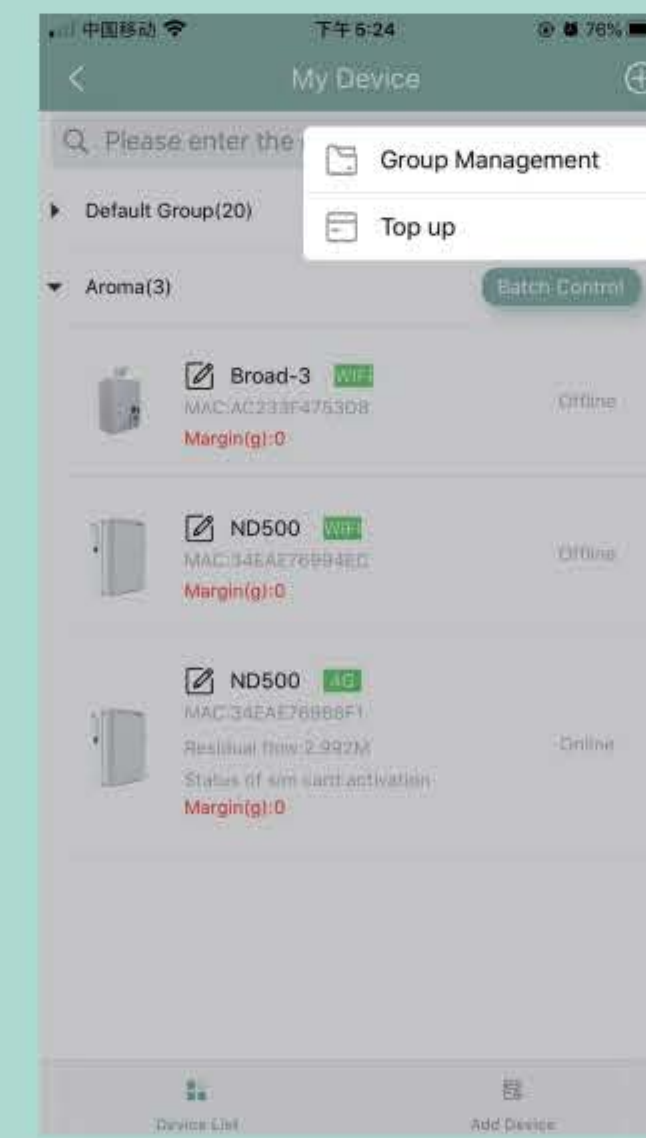 中国移动 下午5:24 76%
My Device
Please enter the
Group Management
Default Group(20)
Top up
Aroma(3) Batch Control
Broad-3 WIFI
MAC:AC233F4753D8 Offline
Margin(g):0
ND500 WIFI
MAC:34EAE76994EC Offline
Margin(g):0
ND500 4G
Residual flow:2.992M Online
Status of sim card activation
Margin(g):0
Device List Add Device